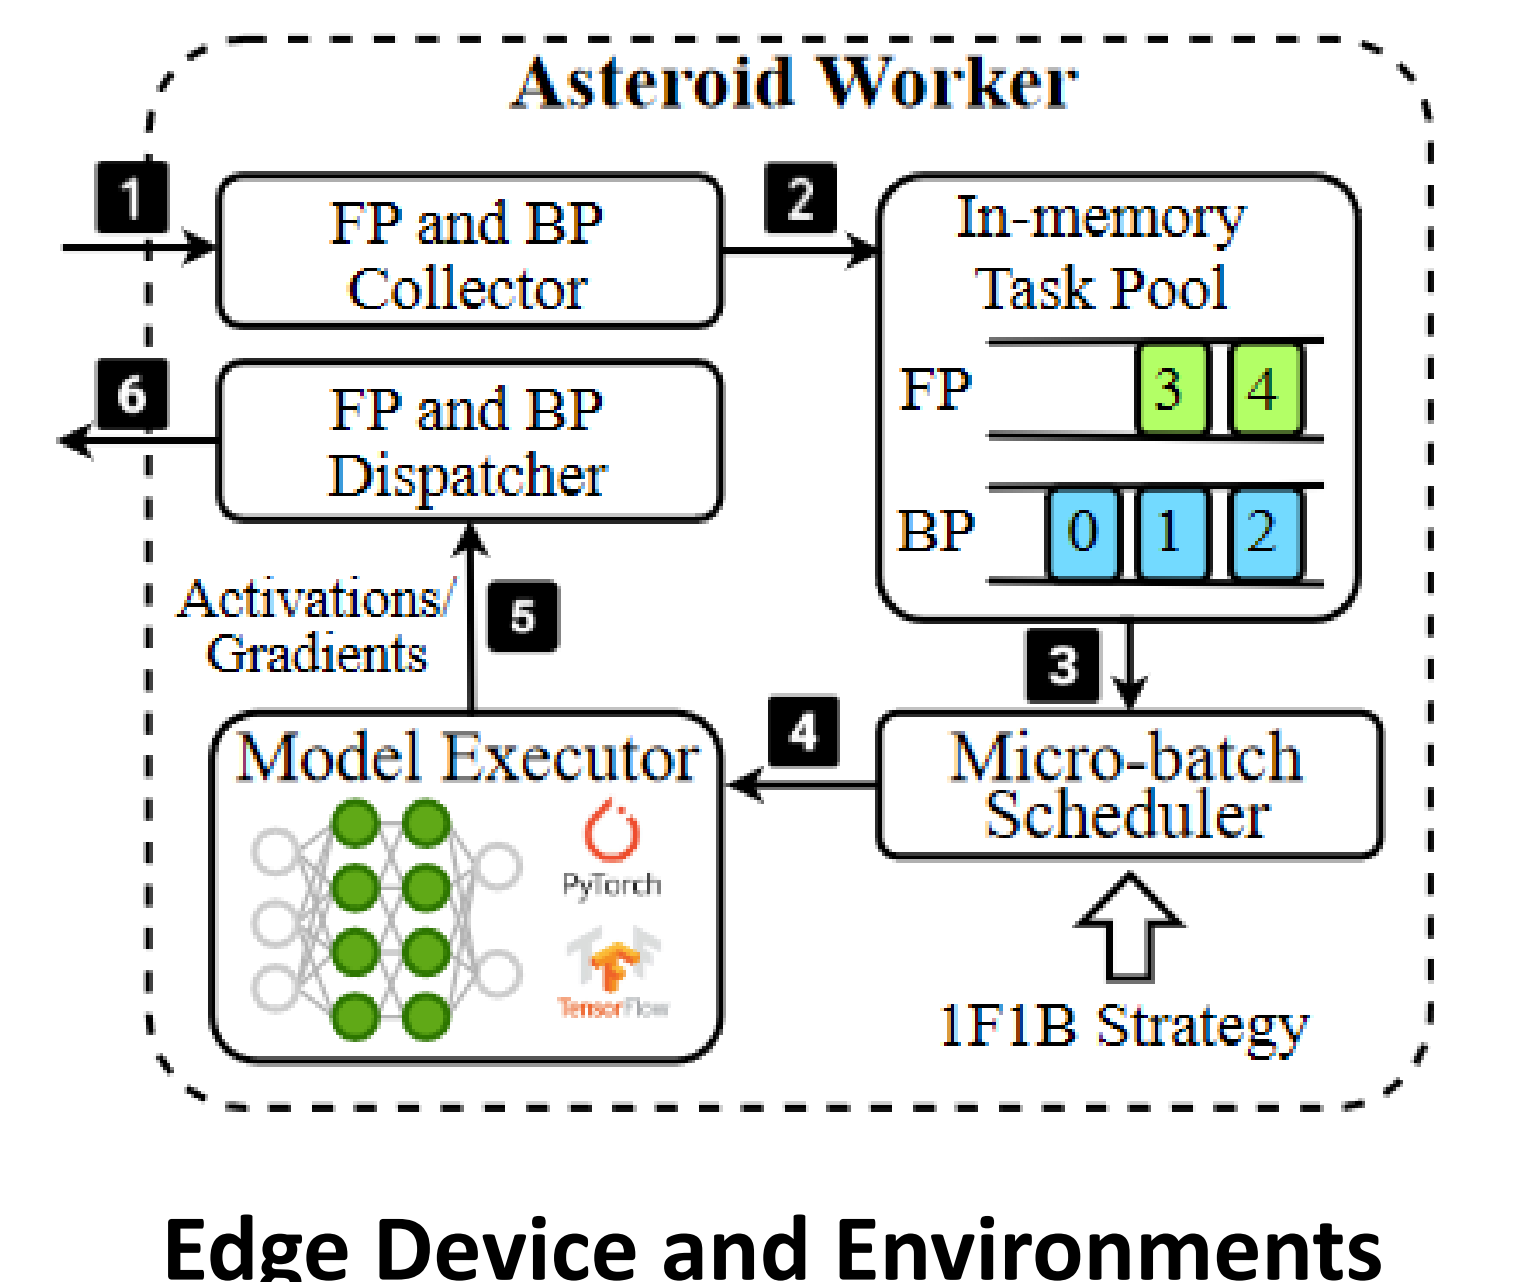 Asteroid Worker
1
FP and BP
Collector
2
In-memory
Task Pool
FP
3
4
BP
0
1
2
6
FP and BP
Dispatcher
Activations/
Gradients
5
3
4
Micro-batch
Scheduler
Model Executor
PyTorch
TensorFlow
1F1B Strategy
Edge Device and Environments